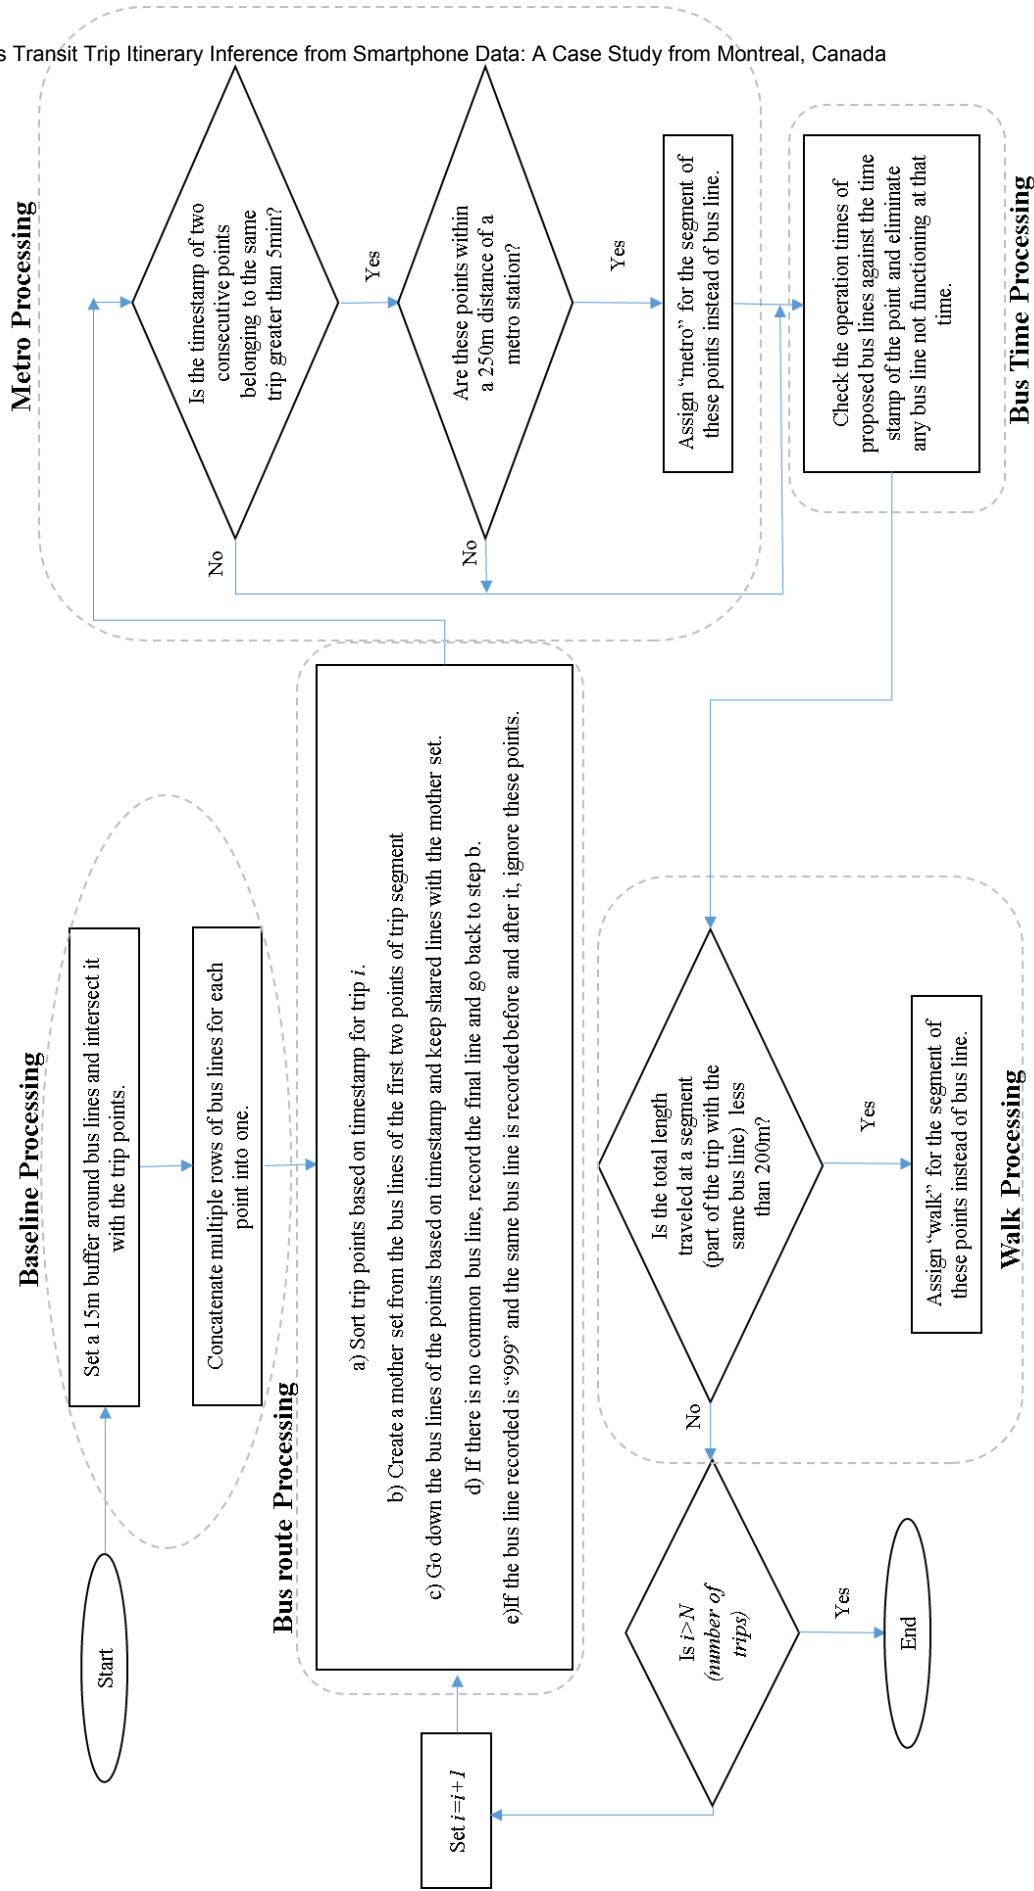 s Transit Trip Itinerary Inference from Smartphone Data: A Case Study from Montreal, Canada
Start
Baseline Processing
Set a 15m buffer around bus lines and intersect it
with the trip points.
Concatenate multiple rows of bus lines for each
point into one.
Bus route Processing
a) Sort trip points based on timestamp for trip i.
b) Create a mother set from the bus lines of the first two points of trip segment
c) Go down the bus lines of the points based on timestamp and keep shared lines with the mother set.
d) If there is no common bus line, record the final line and go back to step b.
e)If the bus line recorded is “999” and the same bus line is recorded before and after it, ignore these points.
Metro Processing
Is the timestamp of two
consecutive points
belonging to the same
trip greater than 5min?
No
Yes
Are these points within
a 250m distance of a
metro station?
No
Yes
Assign “metro” for the segment of
these points instead of bus line.
Check the operation times of
proposed bus lines against the time
stamp of the point and eliminate
any bus line not functioning at that
time.
Bus Time Processing
Is the total length
traveled at a segment
(part of the trip with the
same bus line) less
than 200m?
No
Yes
Assign “walk” for the segment of
these points instead of bus line.
Walk Processing
Is i>N
(number of
trips)
Yes
End
Set i=i+1